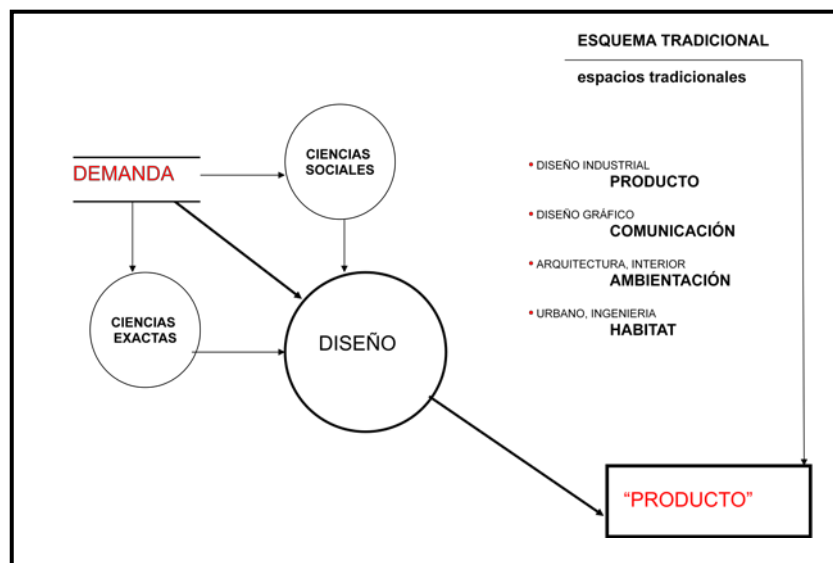 ESQUEMA TRADICIONAL
espacios tradicionales
DEMANDA
CIENCIAS
SOCIALES
CIENCIAS
EXACTAS
DISEÑO
• DISEÑO INDUSTRIAL
PRODUCTO
• DISEÑO GRÁFICO
COMUNICACIÓN
• ARQUITECTURA, INTERIOR
AMBIENTACIÓN
• URBANO, INGENIERIA
HABITAT
“PRODUCTO”